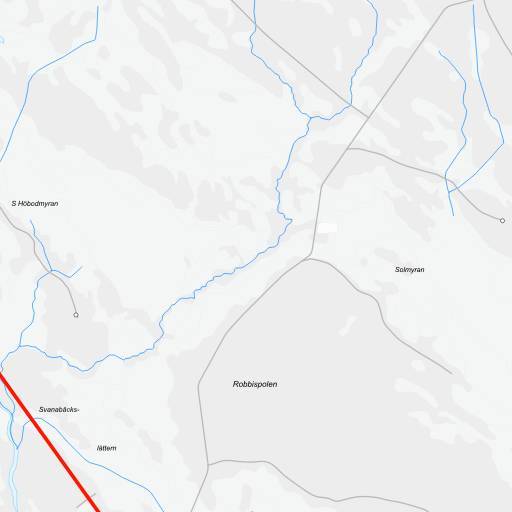 S Höbodmyran
Solmyran
Robbispolen
Svanabäcks-
lättern